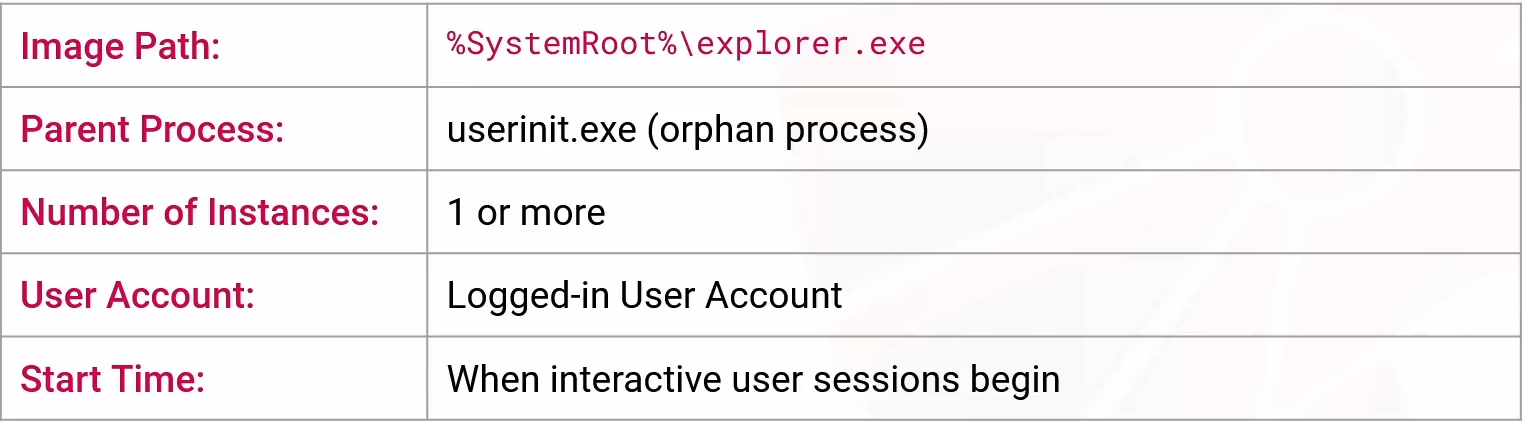 Image Path: %SystemRoot%\explorer.exe
Parent Process: userinit.exe (orphan process)
Number of Instances: 1 or more
User Account: Logged-in User Account
Start Time: When interactive user sessions begin